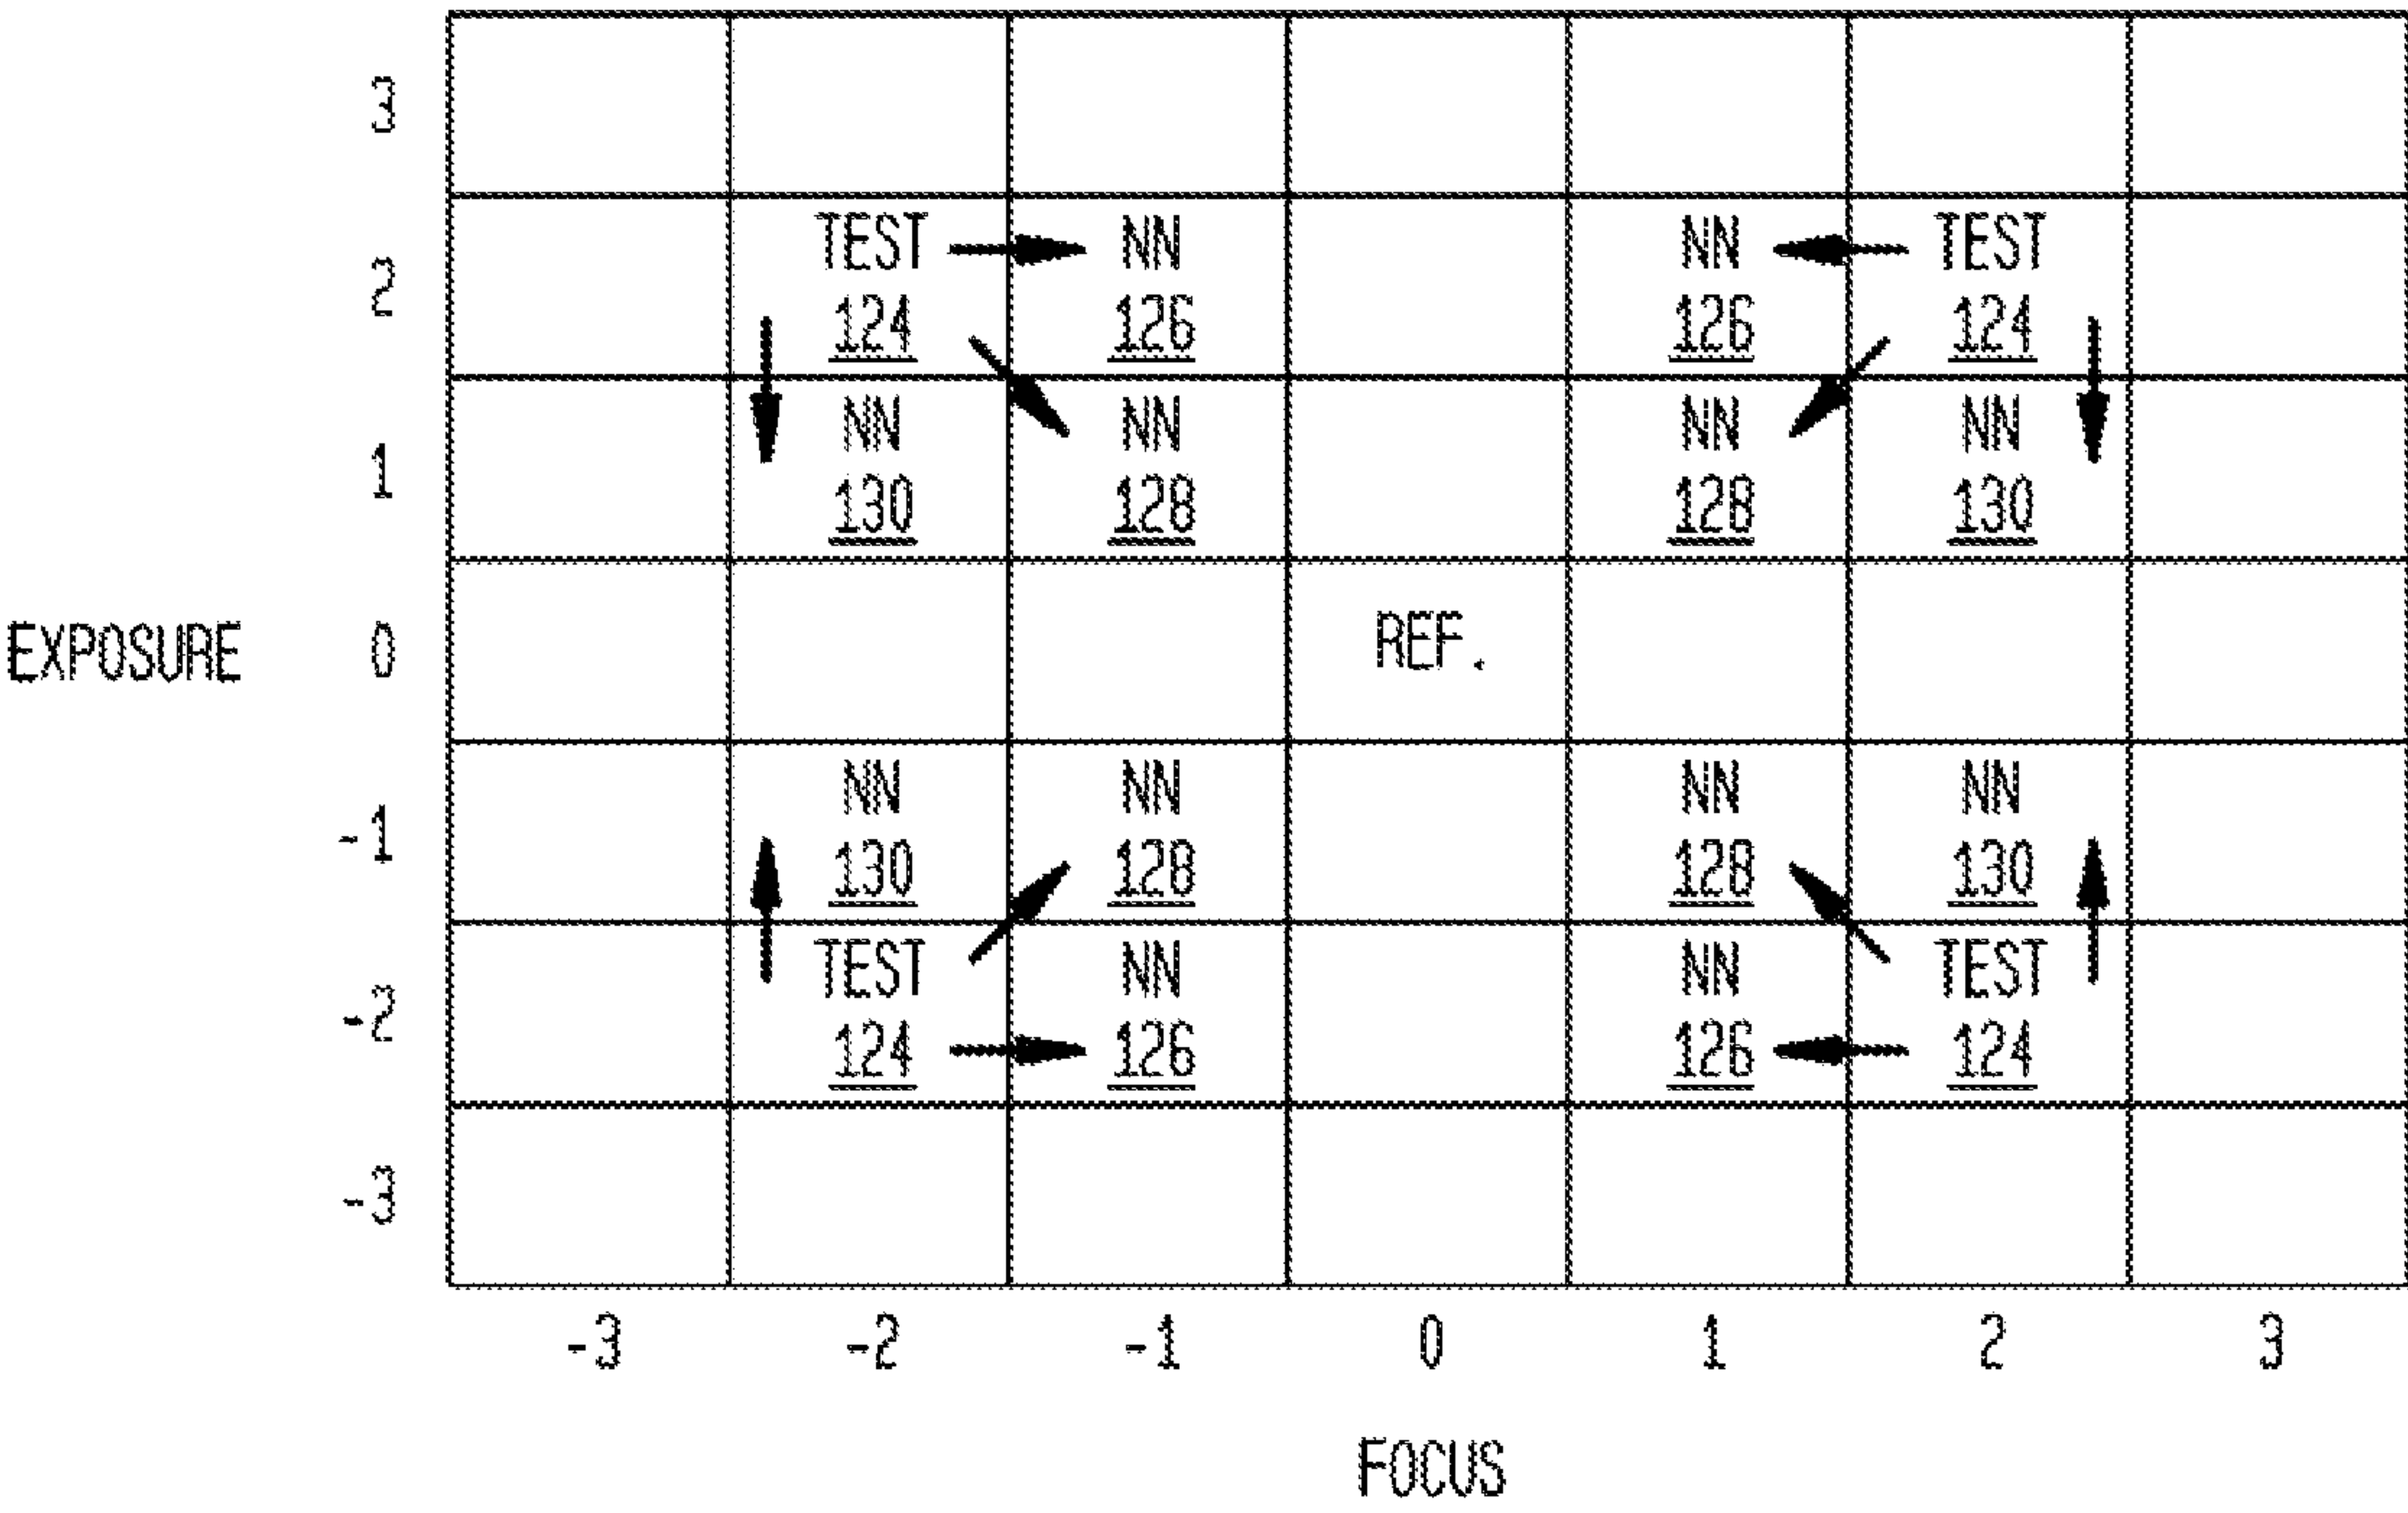 3
TEST NN NN TEST
2
124 126 126 124
NN NN NN NN
1
130 128 128 130
EXPOSURE 0 REF.
NN NN NN NN
-1
130 128 128 130
TEST NN NN TEST
-2
124 126 126 124
-3
-3 -2 -1 0 1 2 3
FOCUS